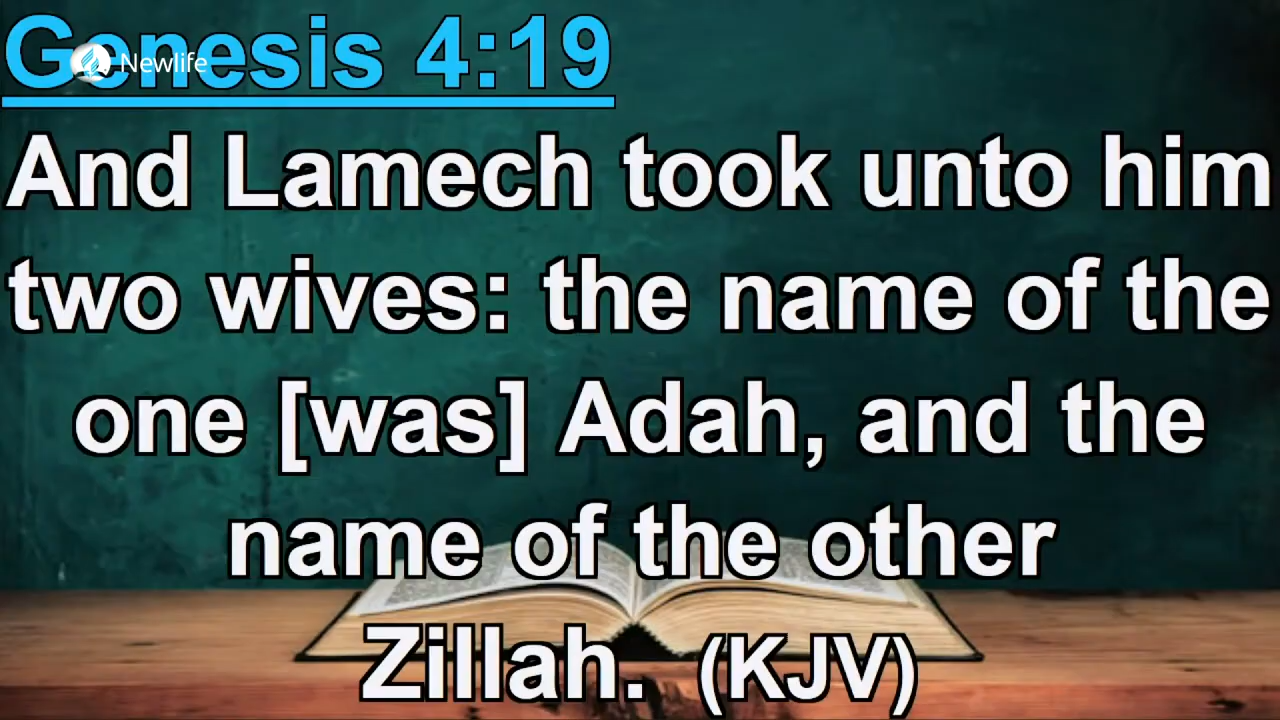 Genesis 4:19
Newlife
And Lamech took unto him
two wives: the name of the
one [was] Adah, and the
name of the other
Zillah. (KJV)